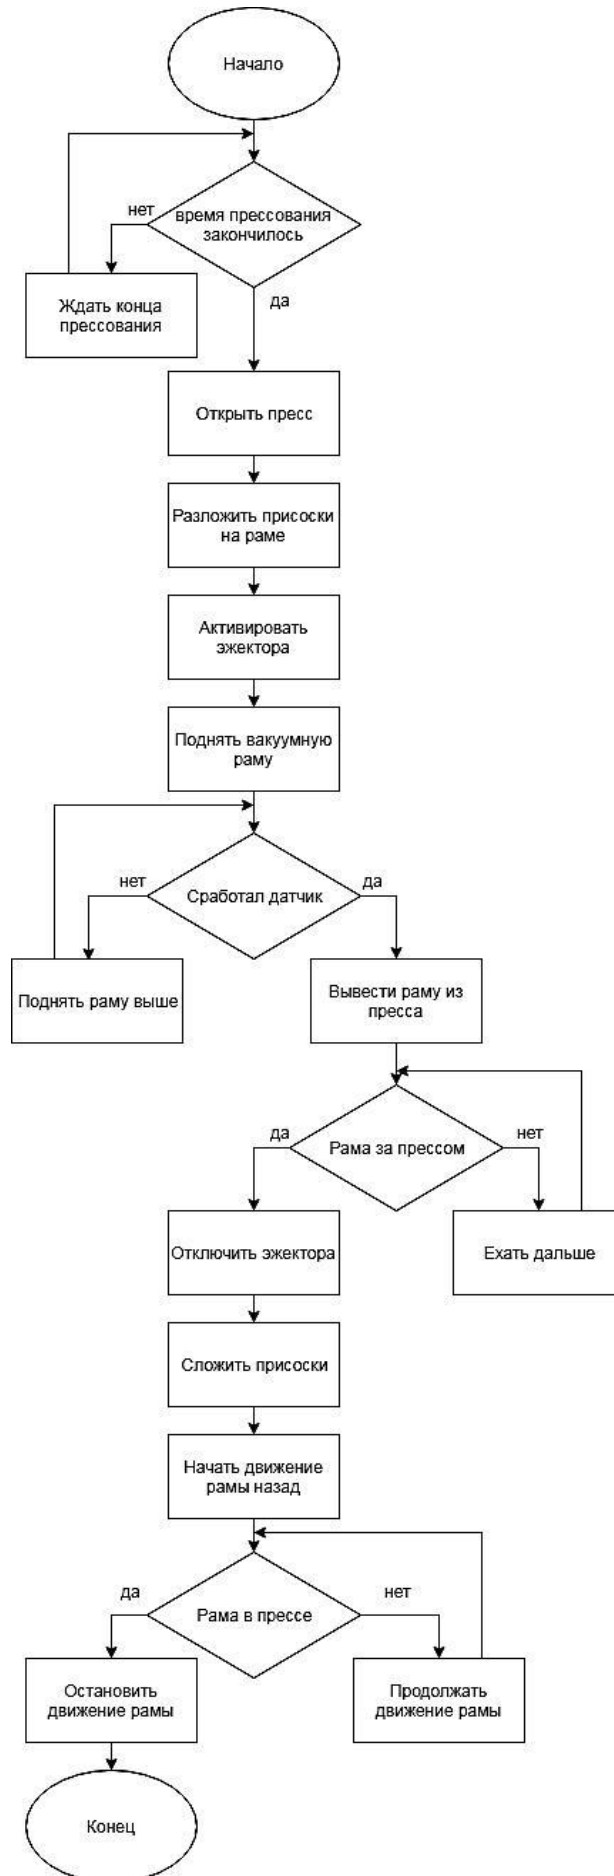 Начало
нет
время прессования
закончилось
Ждать конца
прессования
да
Открыть пресс
Разложить присоски
на раме
Активировать
эжектора
Поднять вакуумную
раму
нет
Сработал датчик
да
Поднять раму выше
Вывести раму из
пресса
да
Рама за прессом
нет
Отключить эжектора
Ехать дальше
Сложить присоски
Начать движение
рамы назад
да
Рама в прессе
нет
Остановить
движение рамы
Продолжать
движение рамы
Конец